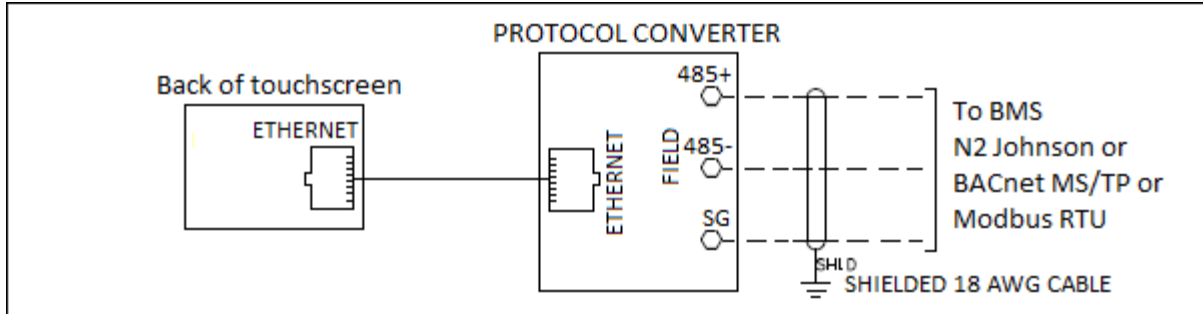 PROTOCOL CONVERTER
Back of touchscreen
ETHERNET
ETHERNET
FIELD
485+
485-
SG
To BMS
N2 Johnson or
BACnet MS/TP or
Modbus RTU
SHLD
SHIELDED 18 AWG CABLE